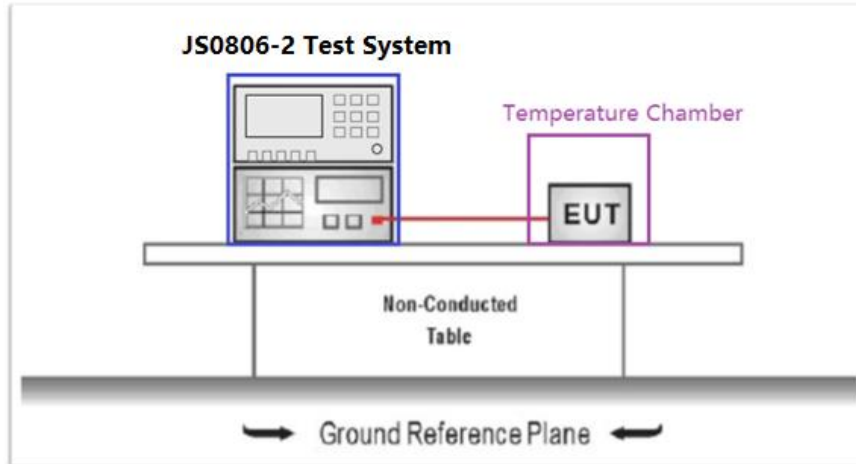 JS0806-2 Test System
Temperature Chamber
EUT
Non-Conducted
Table
Ground Reference Plane